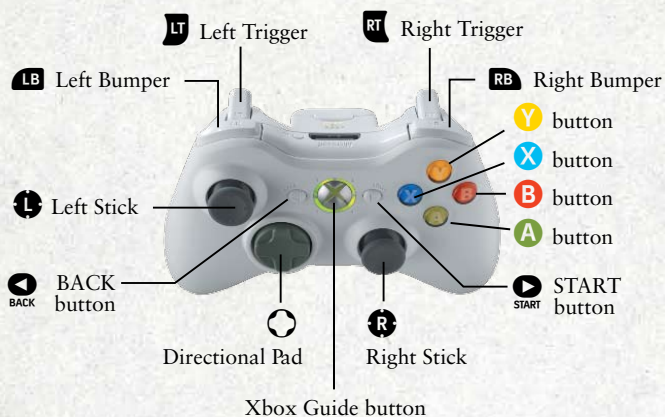 LT Left Trigger
RT Right Trigger
LB Left Bumper
RB Right Bumper
Y button
X button
B button
A button
L Left Stick
BACK
BACK
button
START
START
button
R
Directional Pad
Right Stick
Xbox Guide button
Y
X
B
A